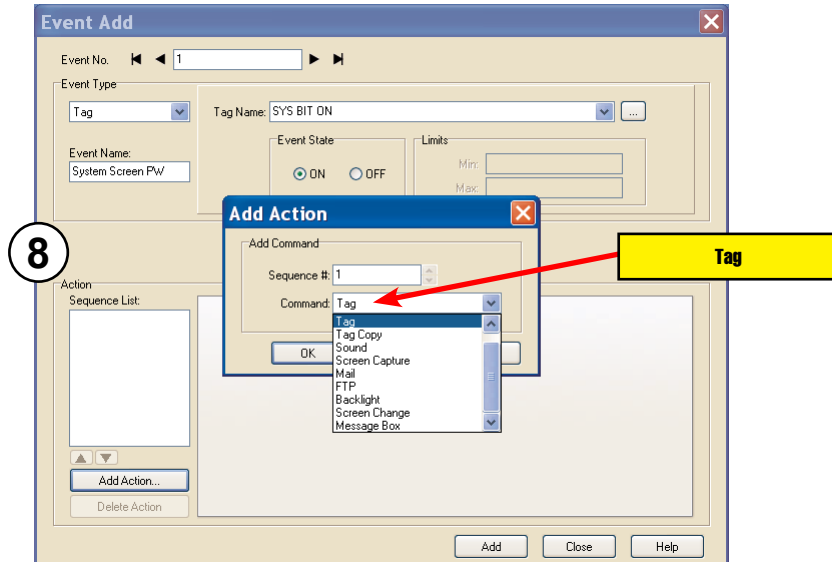 Event Add
Event No. 1
Event Type
Tag
Tag Name: SYS BIT ON
...
Event Name:
System Screen PW
Event State
ON OFF
Limits
Min:
Max:
8
Add Action
Add Command
Sequence #: 1
Command: Tag
Tag
Tag
Tag Copy
Sound
Screen Capture
Mail
FTP
Backlight
Screen Change
Message Box
OK
Action
Sequence List:
Add Action...
Delete Action
Add Close Help